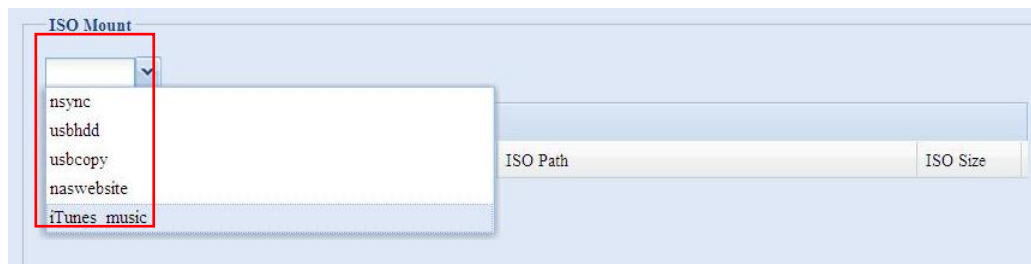 ISO Mount
nsync
usbhdd
usbcopy
ISO Path ISO Size
naswebsite
iTunes_music